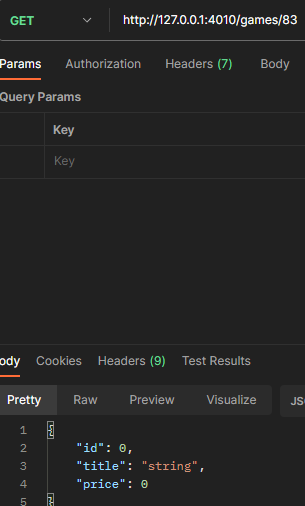 GET http://127.0.0.1:4010/games/83
Params Authorization Headers (7) Body
Query Params
Key
Key
ody Cookies Headers (9) Test Results
Pretty Raw Preview Visualize JS
1 {
2 "id": 0,
3 "title": "string",
4 "price": 0
5 }